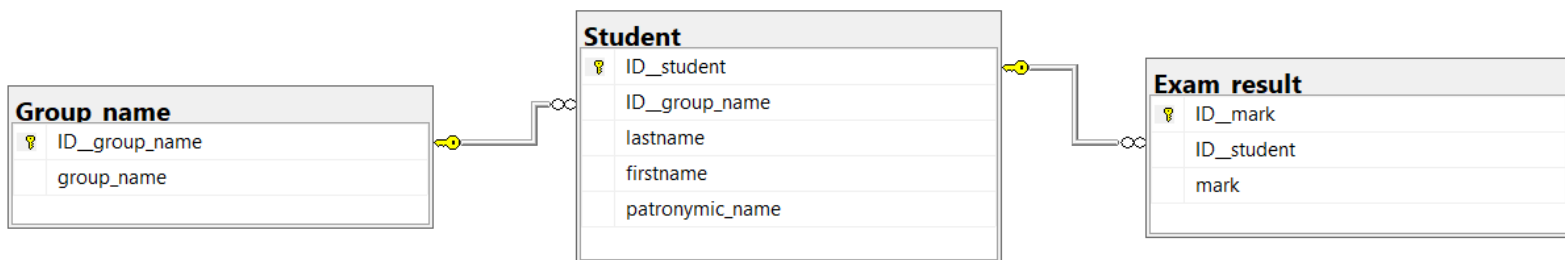 Group_name
ID__group_name
group_name
Student
ID__student
ID__group_name
lastname
firstname
patronymic_name
Exam_result
ID__mark
ID__student
mark